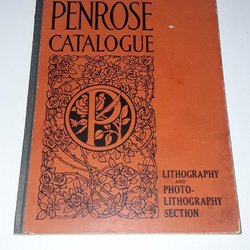 PENROSE
CATALOGUE
P
LITHOGRAPHY
AND
PHOTO-
LITHOGRAPHY
SECTION